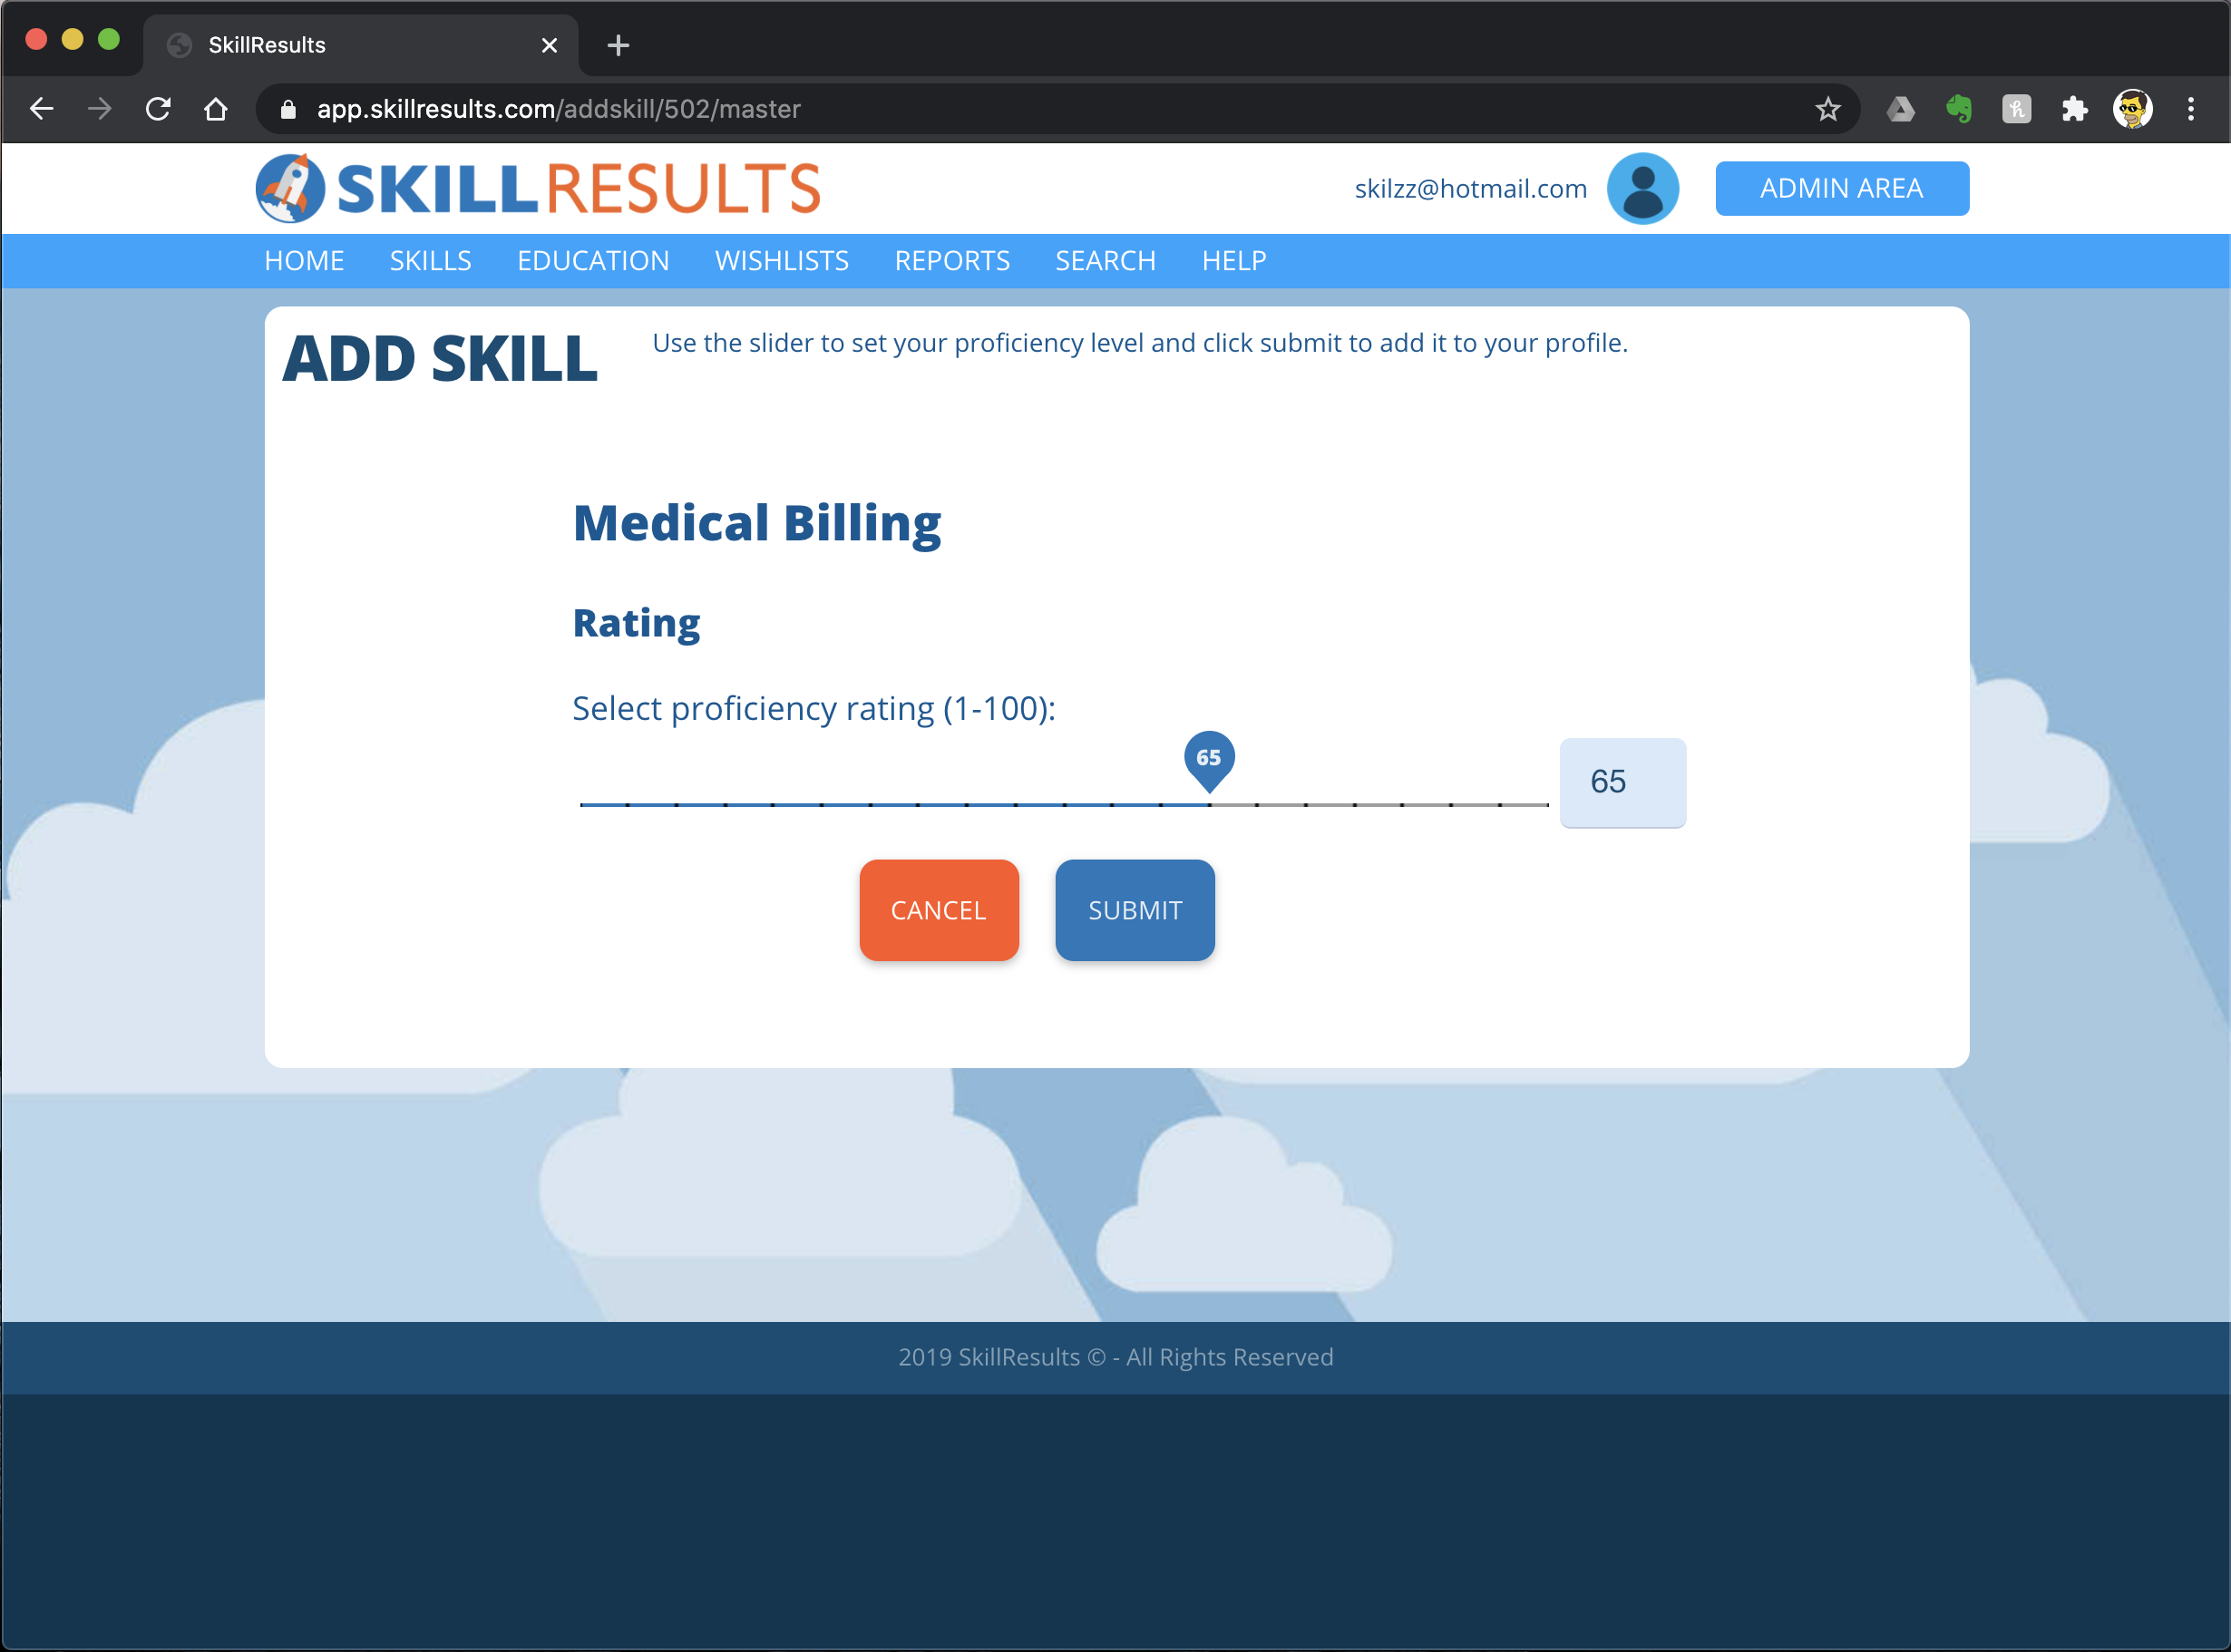 SkillResults
app.skillresults.com/addskill/502/master
SKILLRESULTS
skilzz@hotmail.com
ADMIN AREA
HOME SKILLS EDUCATION WISHLISTS REPORTS SEARCH HELP
ADD SKILL
Use the slider to set your proficiency level and click submit to add it to your profile.
Medical Billing
Rating
Select proficiency rating (1-100):
65
65
CANCEL SUBMIT
2019 SkillResults © - All Rights Reserved